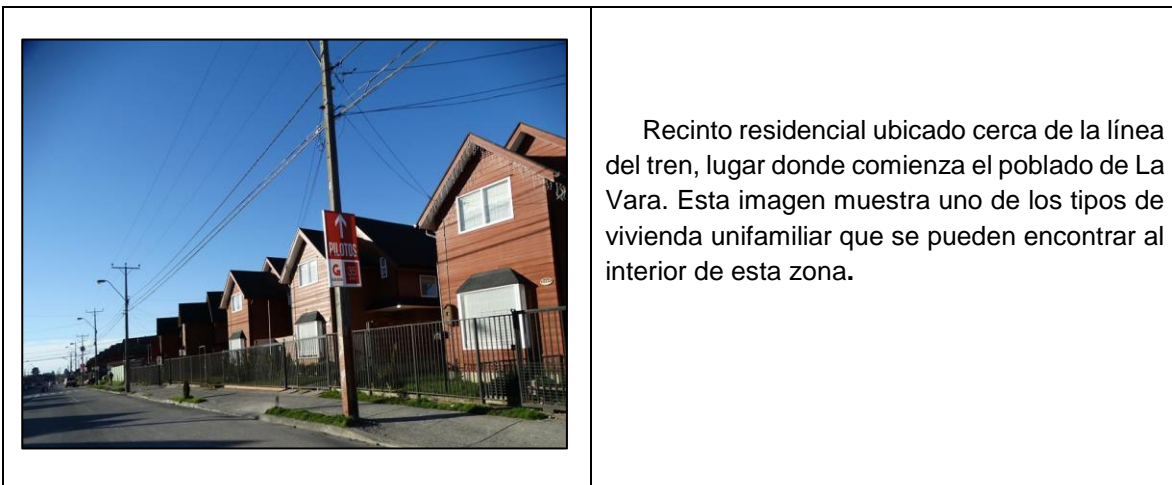 PILOTOS
G
Recinto residencial ubicado cerca de la línea
del tren, lugar donde comienza el poblado de La
Vara. Esta imagen muestra uno de los tipos de
vivienda unifamiliar que se pueden encontrar al
interior de esta zona.